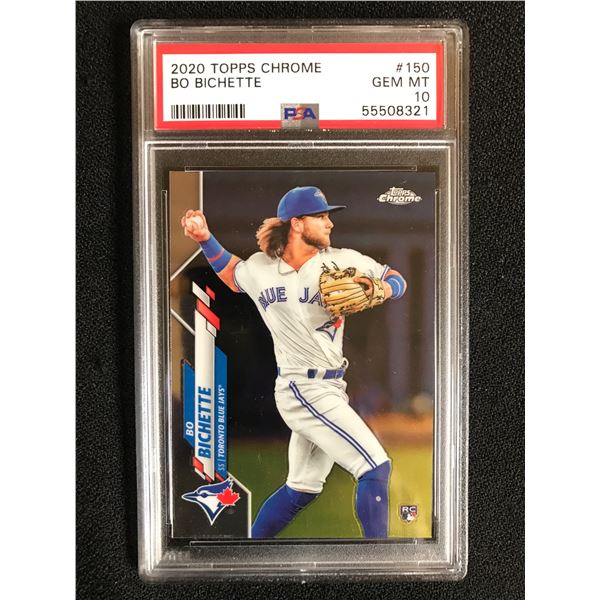 2020 TOPPS CHROME #150
BO BICHETTE GEM MT
10
PSA 55508321
Topps
Chrome
BLUE JA
BO
BICHETTE
SS | TORONTO BLUE JAYS®
RC